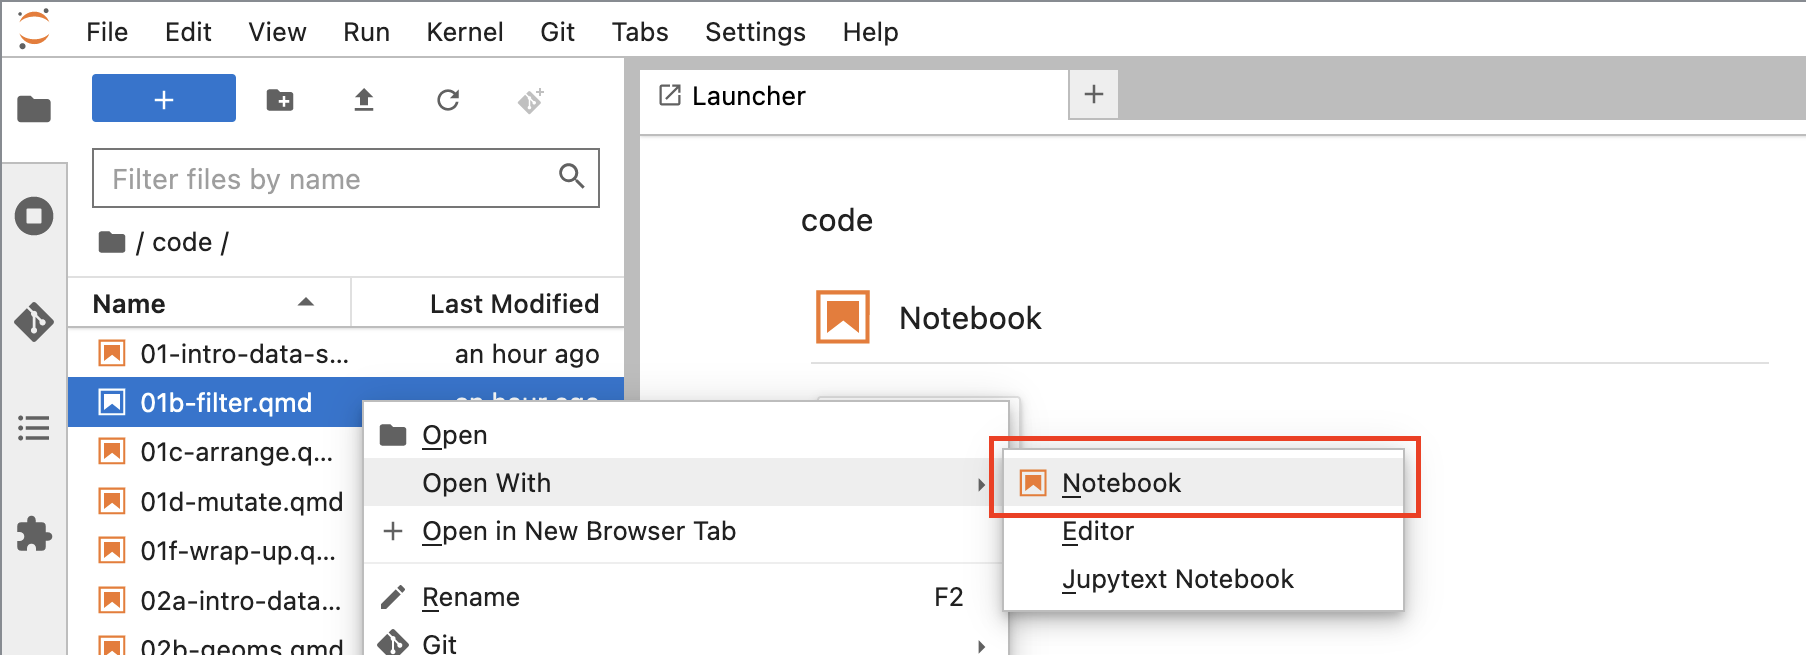 File Edit View Run Kernel Git Tabs Settings Help
Launcher
Filter files by name
/ code /
Name Last Modified
01-intro-data-s... an hour ago
01b-filter.qmd an hour ago
01c-arrange.q...
01d-mutate.qmd
01f-wrap-up.q...
02a-intro-data...
02b-geoms.qmd
code
Notebook
Open
Open With
Open in New Browser Tab
Rename F2
Git
Notebook
Editor
Jupytext Notebook